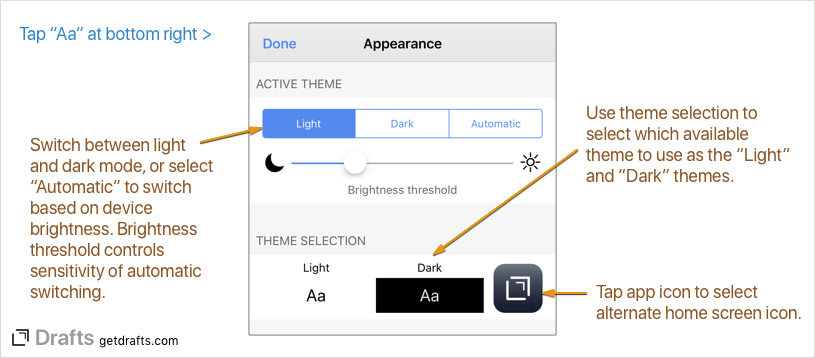 Tap “Aa” at bottom right >
Done
Appearance
ACTIVE THEME
Light
Dark
Automatic
Brightness threshold
THEME SELECTION
Light
Dark
Aa
Aa
Switch between light
and dark mode, or select
“Automatic” to switch
based on device
brightness. Brightness
threshold controls
sensitivity of automatic
switching.
Use theme selection to
select which available
theme to use as the “Light”
and “Dark” themes.
Tap app icon to select
alternate home screen icon.
Drafts getdrafts.com